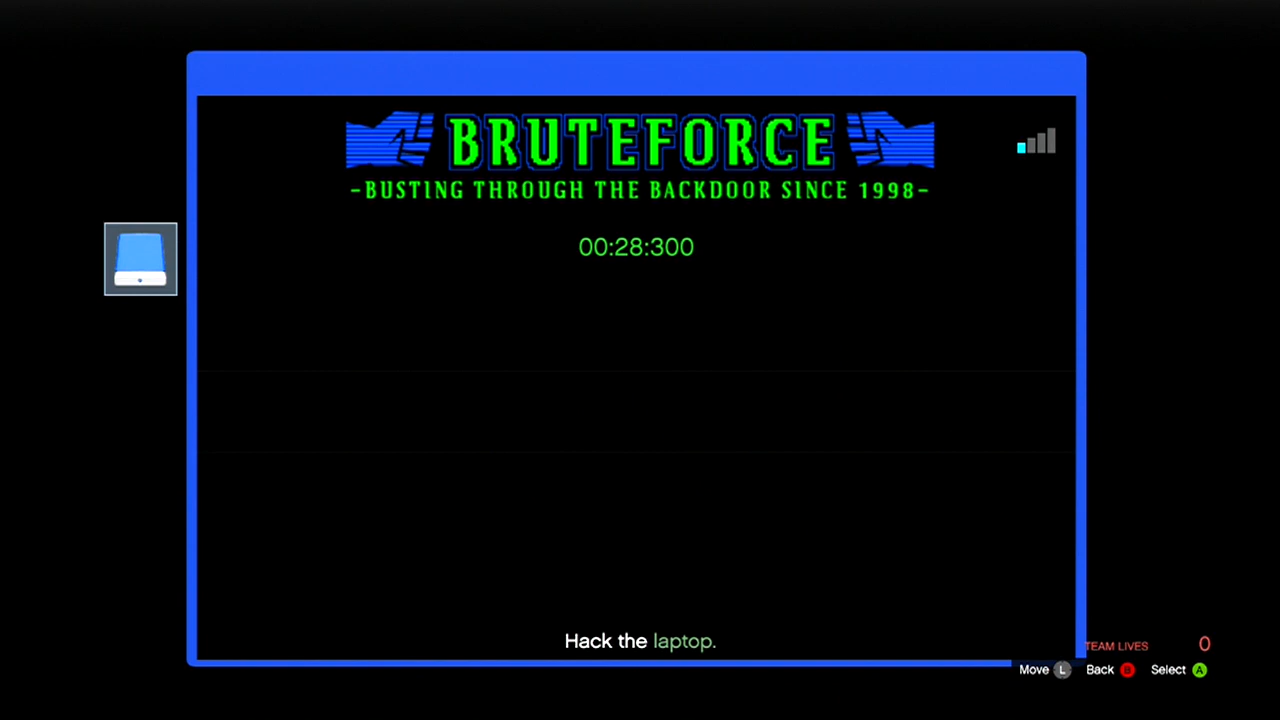 BRUTEFORCE
-BUSTING THROUGH THE BACKDOOR SINCE 1998-
00:28:300
Hack the laptop.
TEAM LIVES 0
Move L Back B Select A